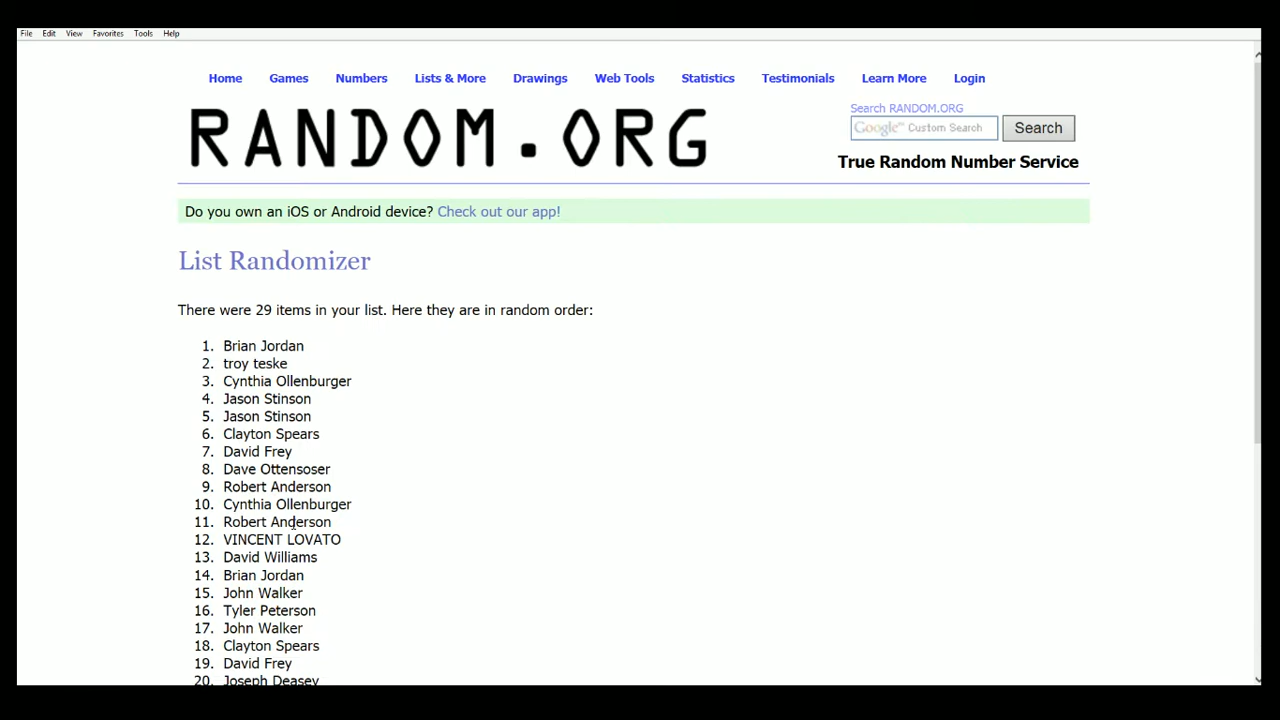 File Edit View Favorites Tools Help
Home Games Numbers Lists & More Drawings Web Tools Statistics Testimonials Learn More Login
RANDOM.ORG
Search RANDOM.ORG
Google™ Custom Search Search
True Random Number Service
Do you own an iOS or Android device? Check out our app!
List Randomizer
There were 29 items in your list. Here they are in random order:
1. Brian Jordan
2. troy teske
3. Cynthia Ollenburger
4. Jason Stinson
5. Jason Stinson
6. Clayton Spears
7. David Frey
8. Dave Ottensoser
9. Robert Anderson
10. Cynthia Ollenburger
11. Robert Anderson
12. VINCENT LOVATO
13. David Williams
14. Brian Jordan
15. John Walker
16. Tyler Peterson
17. John Walker
18. Clayton Spears
19. David Frey
20. Joseph Deasey